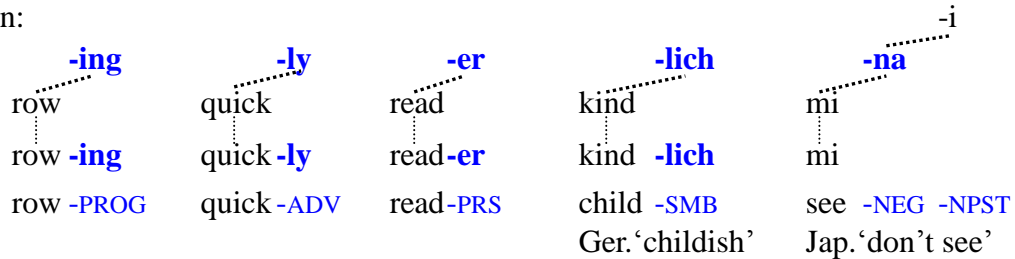 n:
-i
-ing -ly -er -lich -na
row quick read kind mi
row -ing quick -ly read -er kind -lich mi
row -PROG quick -ADV read -PRS child -SMB see -NEG -NPST
Ger.‘childish’ Jap.‘don't see’